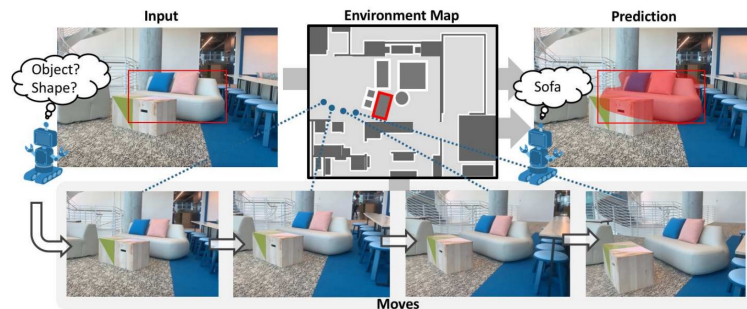 Input
Environment Map
Prediction
Object?
Shape?
Sofa
Moves